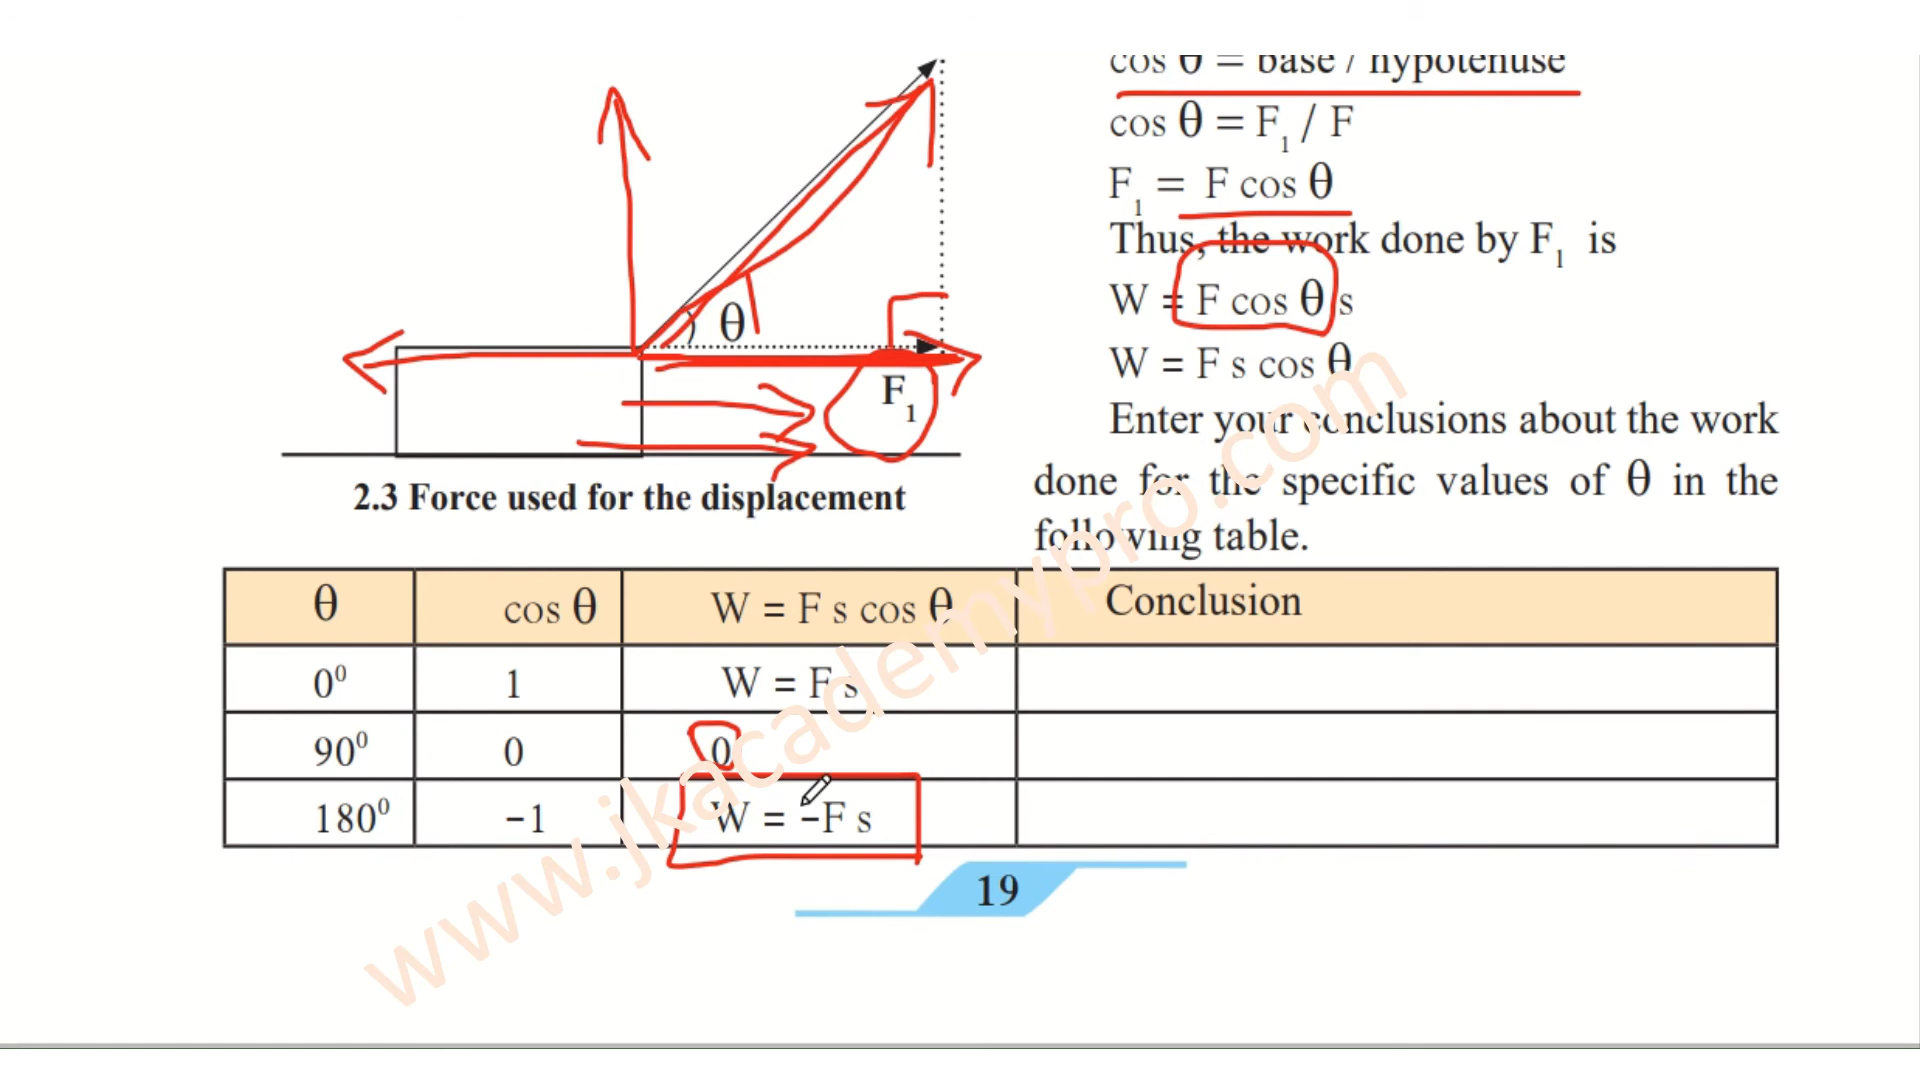 cos θ = base / hypotenuse
cos θ = F₁ / F
F₁ = F cos θ
Thus, the work done by F₁ is
W = F cos θ s
W = F s cos θ
Enter your conclusions about the work
done for the specific values of θ in the
following table.
θ
F₁
2.3 Force used for the displacement
θ cos θ W = F s cos θ Conclusion
0⁰ 1 W = F s
90⁰ 0 0
180⁰ −1 W = −F s
19
www.jkacademypro.com